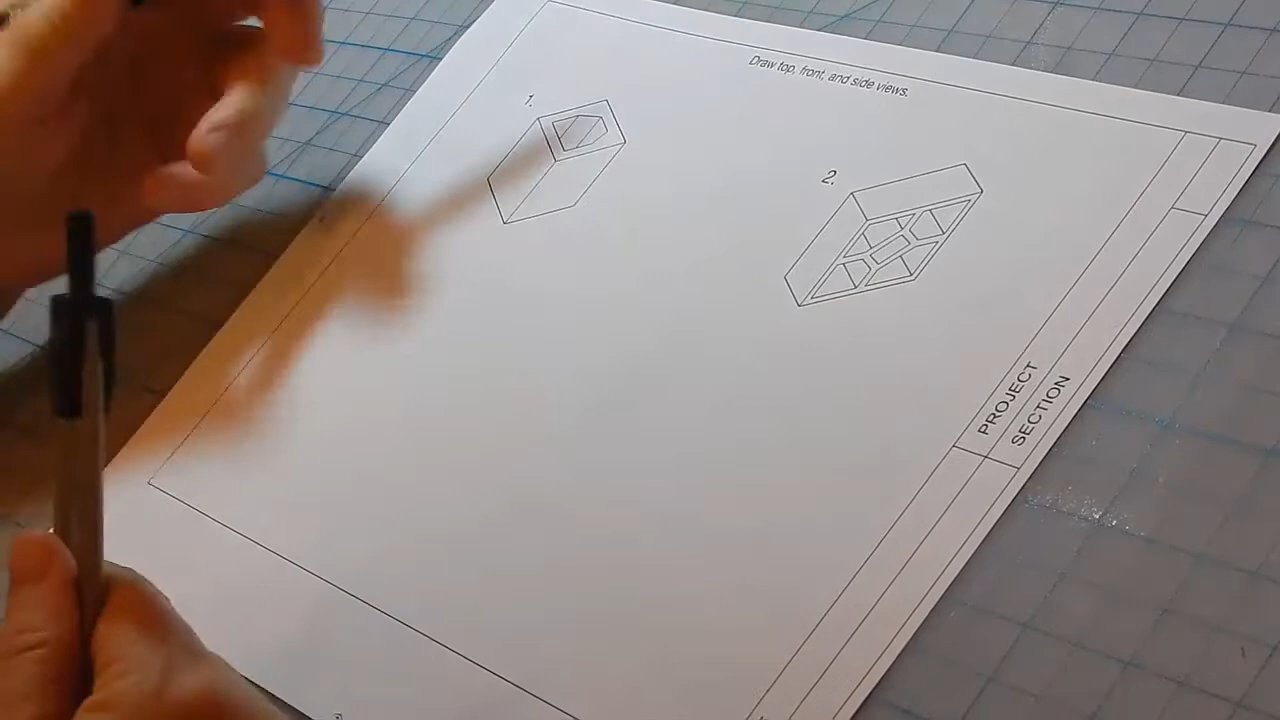 Draw top, front, and side views.
1.
2.
PROJECT
SECTION